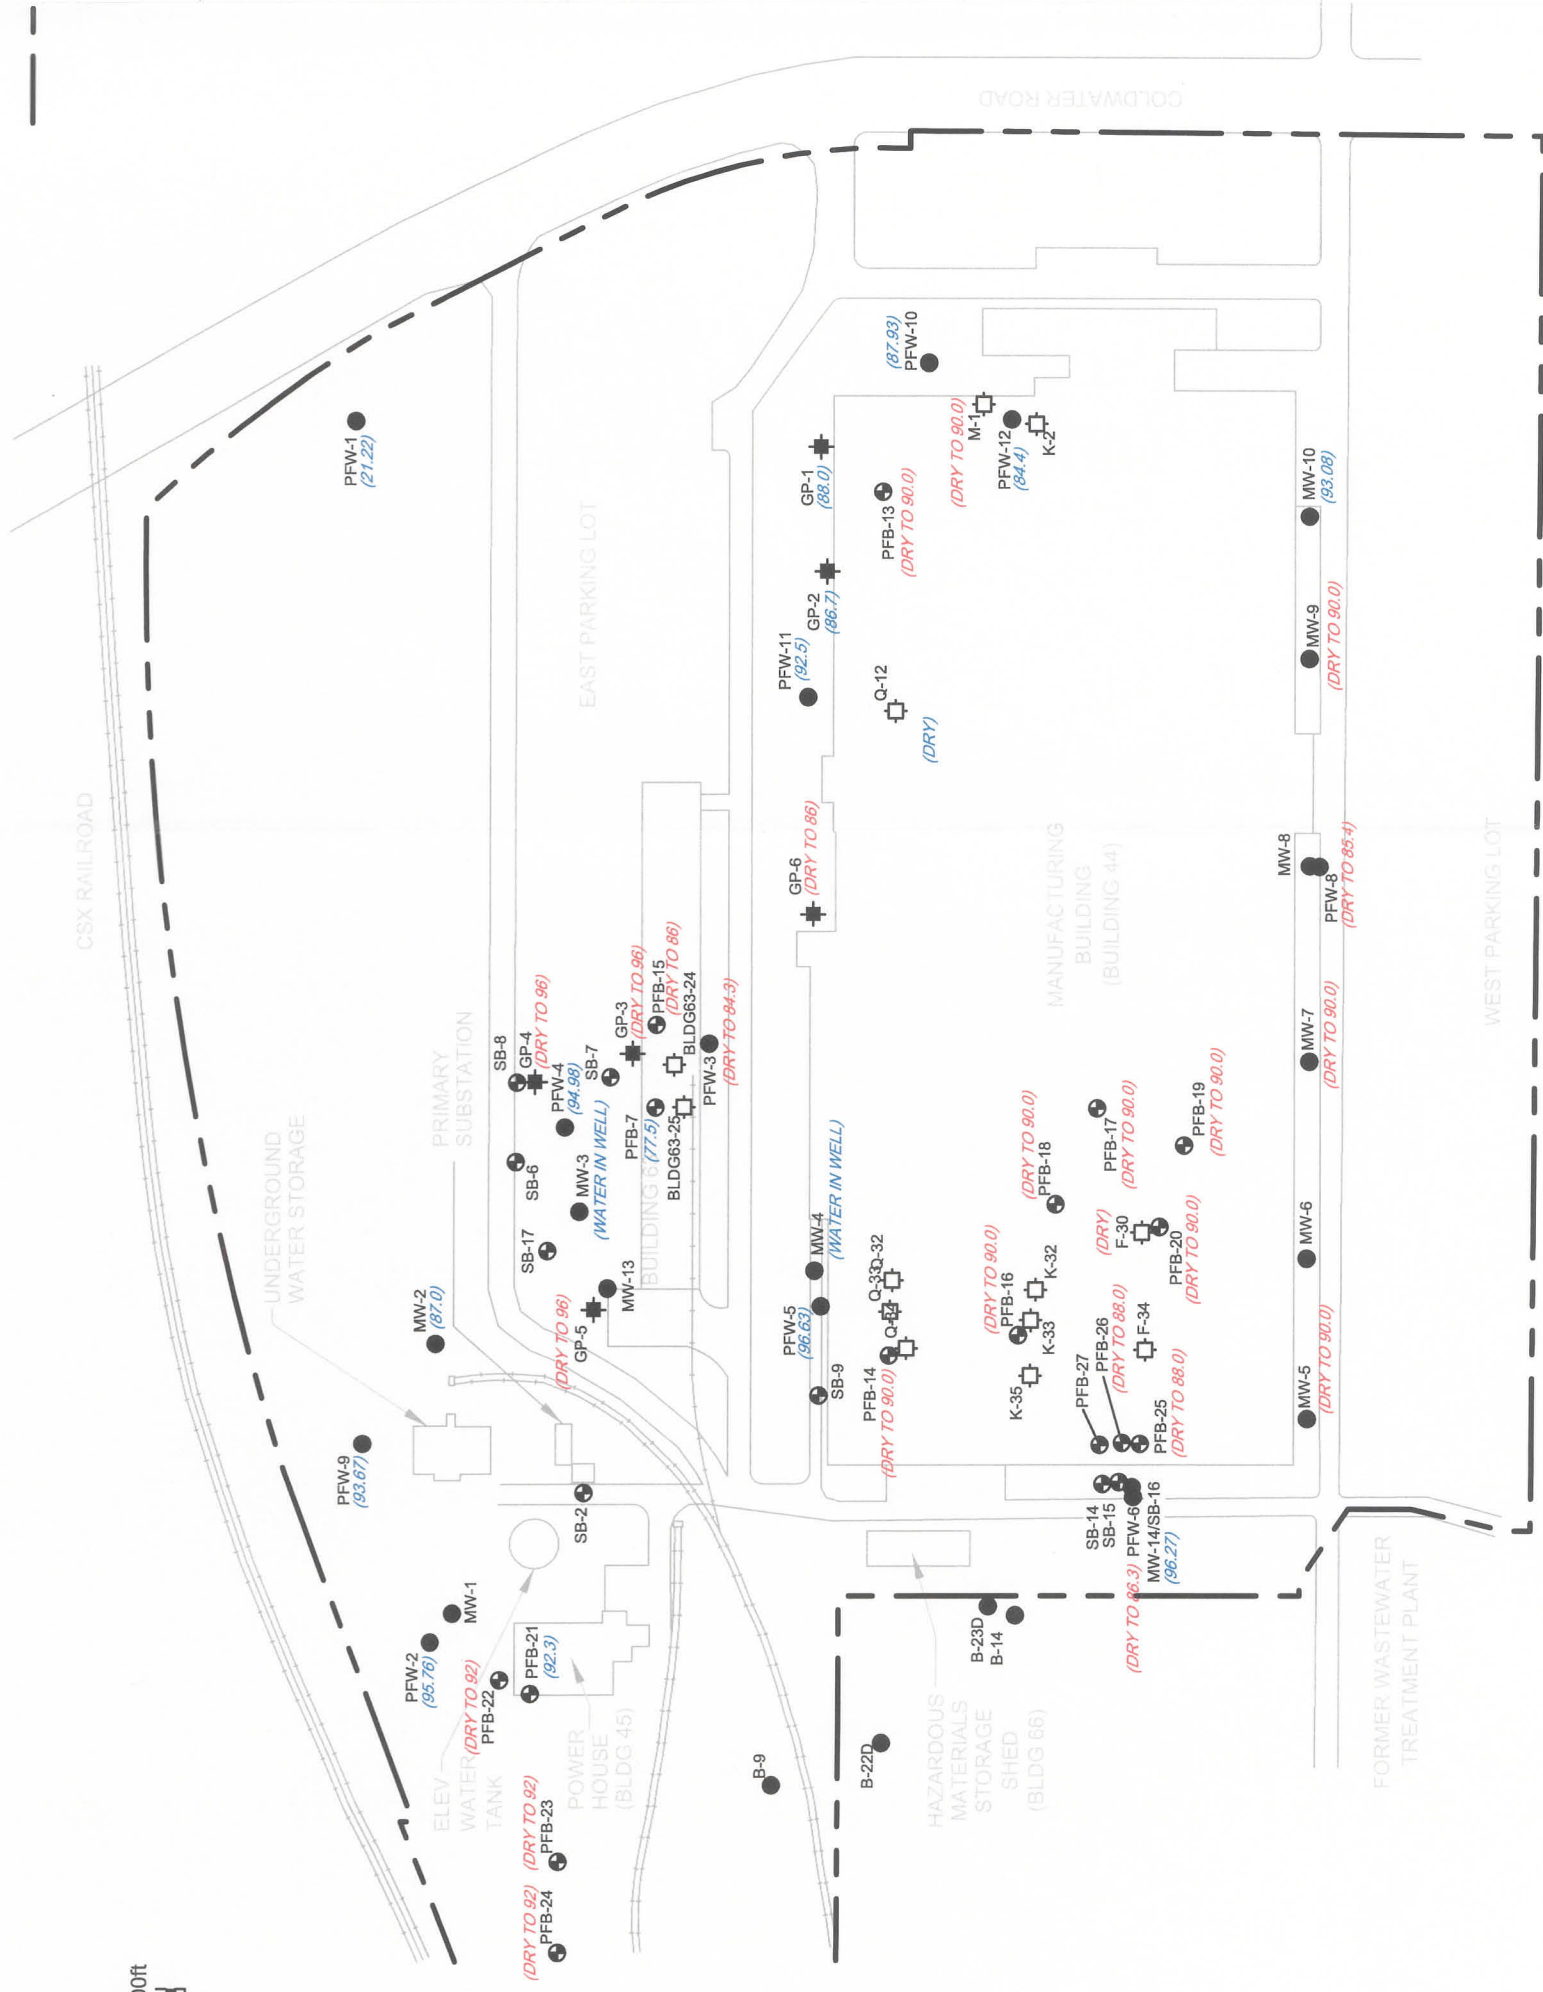 COLDWATER ROAD
CSX RAILROAD
EAST PARKING LOT
WEST PARKING LOT
PRIMARY
SUBSTATION
UNDERGROUND
WATER STORAGE
MANUFACTURING
BUILDING
(BUILDING 44)
ELEV
WATER
TANK
POWER
HOUSE
(BLDG 45)
HAZARDOUS
MATERIALS
STORAGE
SHED
(BLDG 66)
FORMER WASTEWATER
TREATMENT PLANT
BUILDING
PFW-1
(21.22)
(87.93)
PFW-10
(DRY TO 90.0)
M-1
PFW-12
(84.4)
K-2
GP-1
(88.0)
PFB-13
(DRY TO 90.0)
GP-2
(86.7)
PFW-11
(92.5)
Q-12
(DRY)
MW-10
(93.08)
MW-9
(DRY TO 90.0)
GP-6
(DRY TO 86)
MW-8
PFW-8
(DRY TO 85.4)
MW-7
(DRY TO 90.0)
MW-6
MW-5
(DRY TO 90.0)
SB-8
GP-4
(DRY TO 96)
PFW-4
(94.98)
SB-7
GP-3
(DRY TO 96)
PFB-15
(DRY TO 86)
BLDG63-24
PFW-3
(DRY TO 84.3)
PFB-7
(77.5)
BLDG63-25
SB-6
MW-3
(WATER IN WELL)
SB-17
MW-13
GP-5
(DRY TO 96)
MW-2
(87.0)
PFW-9
(93.67)
SB-2
MW-1
PFW-2
(95.76)
(DRY TO 92)
PFB-22
PFB-21
(92.3)
(DRY TO 92)
PFB-23
(DRY TO 92)
PFB-24
B-9
B-22D
B-23D
B-14
MW-4
(WATER IN WELL)
PFW-5
(96.63)
SB-9
PFB-14
(DRY TO 90.0)
Q-32
Q-33
(DRY TO 90.0)
PFB-18
(DRY TO 90.0)
PFB-16
K-32
K-33
K-35
PFB-17
(DRY TO 90.0)
PFB-19
(DRY TO 90.0)
(DRY)
F-30
PFB-20
(DRY TO 90.0)
F-34
PFB-27
PFB-26
(DRY TO 88.0)
PFB-25
(DRY TO 88.0)
SB-14
SB-15
PFW-6
(DRY TO 86.3)
MW-14/SB-16
(96.27)
00ft